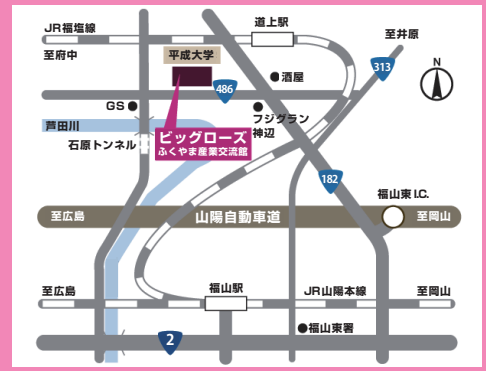 JR福塩線
道上駅
至府中
平成大学
至井原
N
313
486
酒屋
GS
フジグラン
神辺
芦田川
石原トンネル
ビッグローズ
ふくやま産業交流館
182
福山東I.C.
至広島
山陽自動車道
至岡山
至広島
福山駅
JR山陽本線
至岡山
2
福山東署